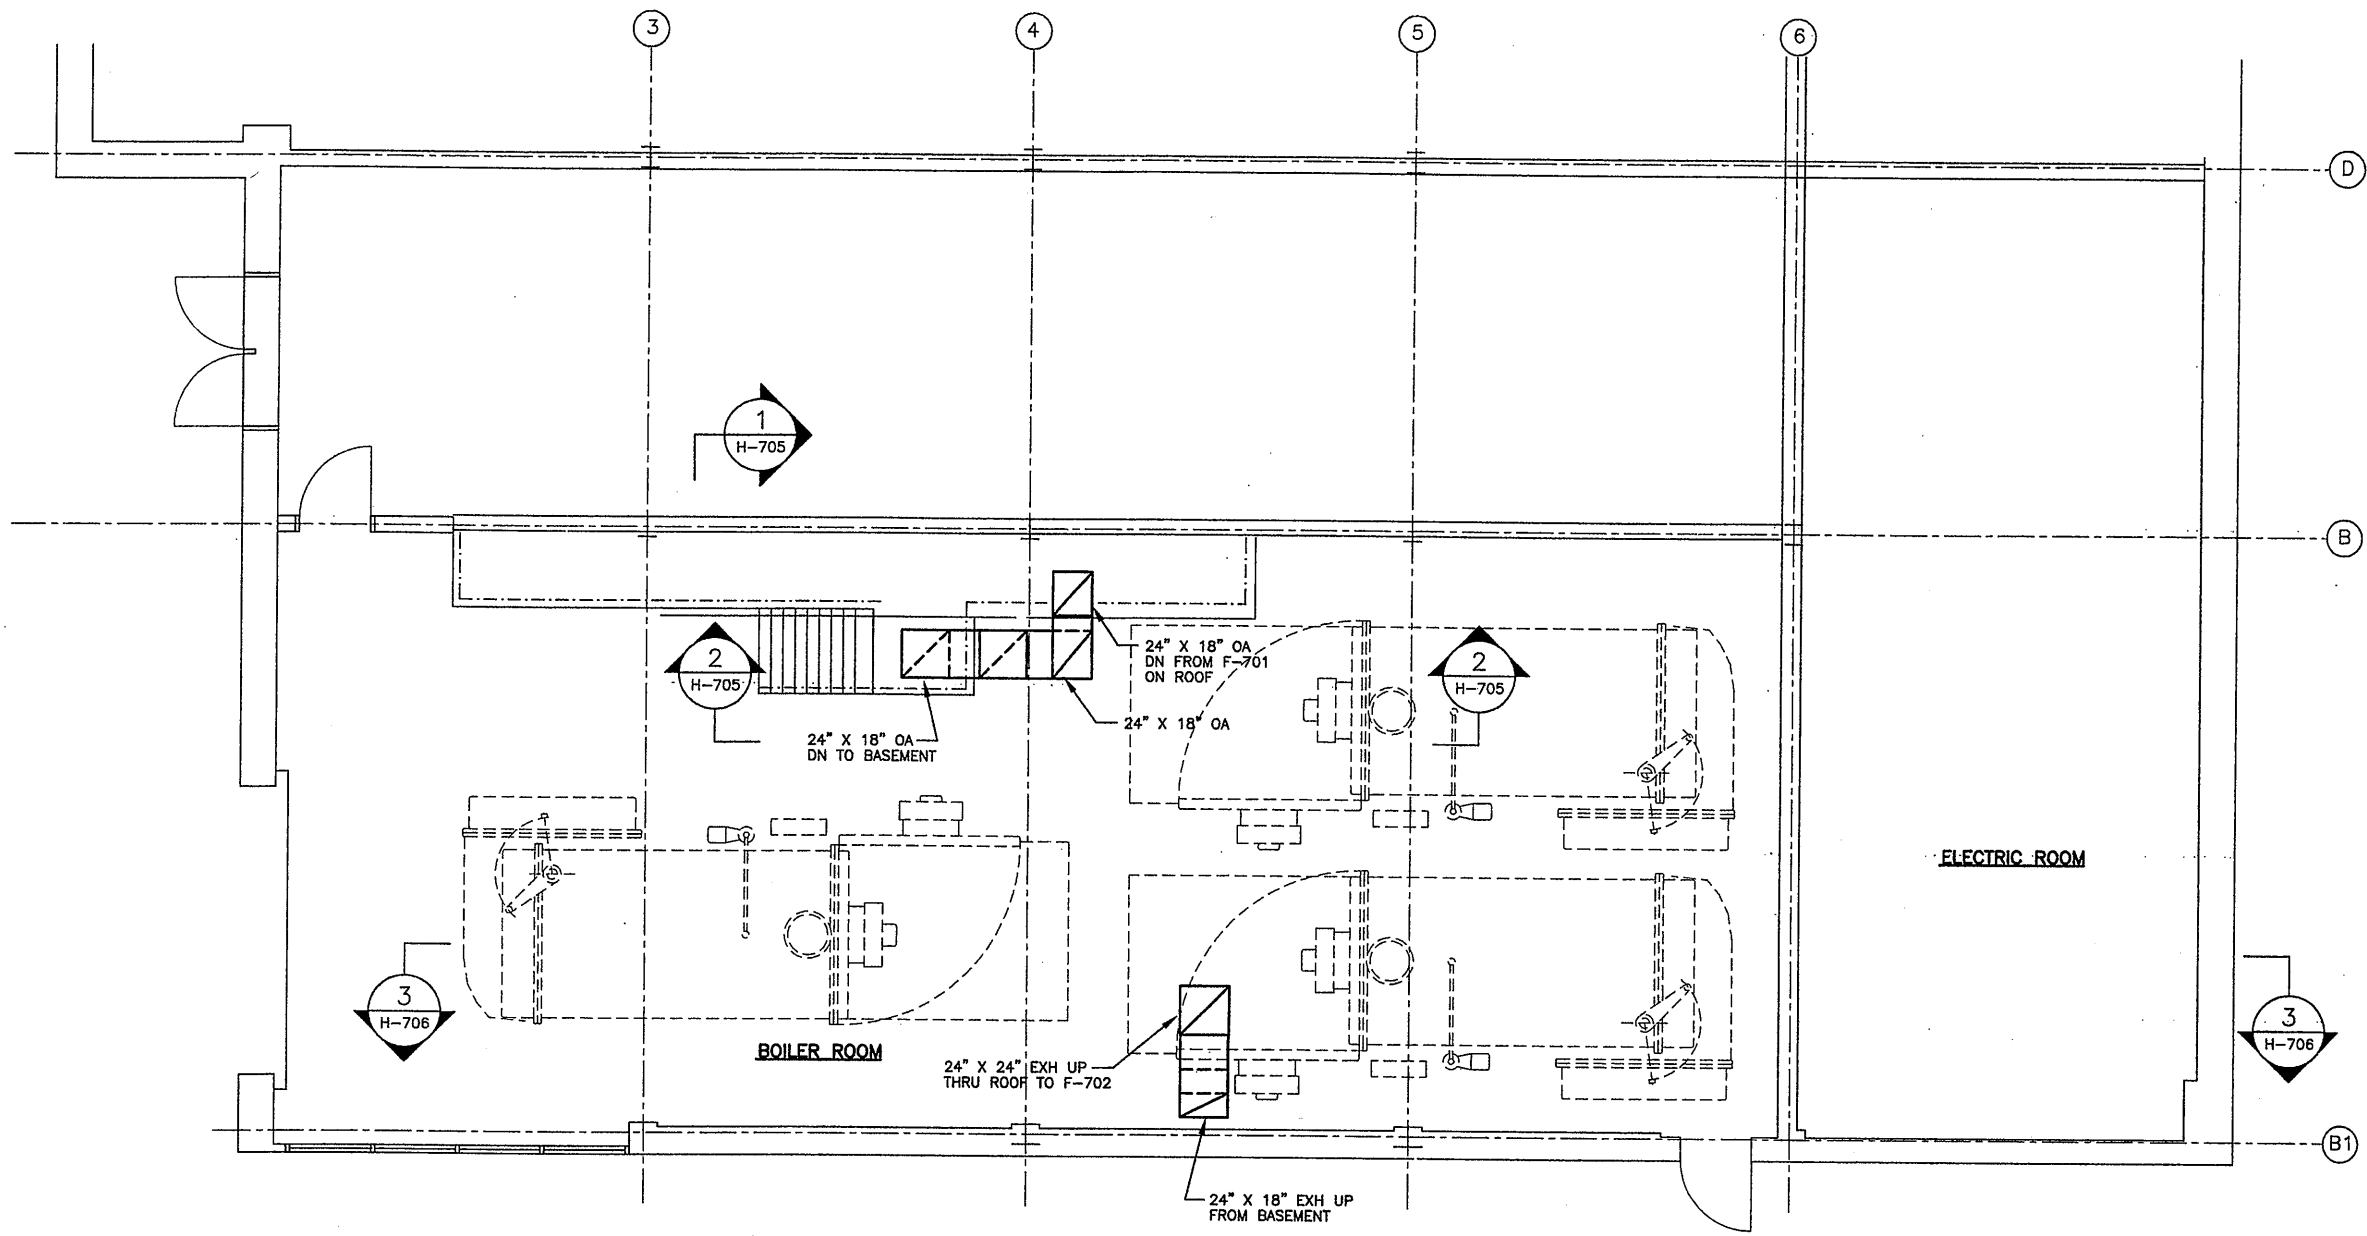 3
4
5
6
D
1
H-705
B
24" X 18" OA
DN FROM F-701
ON ROOF
2
H-705
2
H-705
24" X 18" OA
24" X 18" OA
DN TO BASEMENT
ELECTRIC ROOM
3
H-706
3
H-706
BOILER ROOM
24" X 24" EXH UP
THRU ROOF TO F-702
B1
24" X 18" EXH UP
FROM BASEMENT